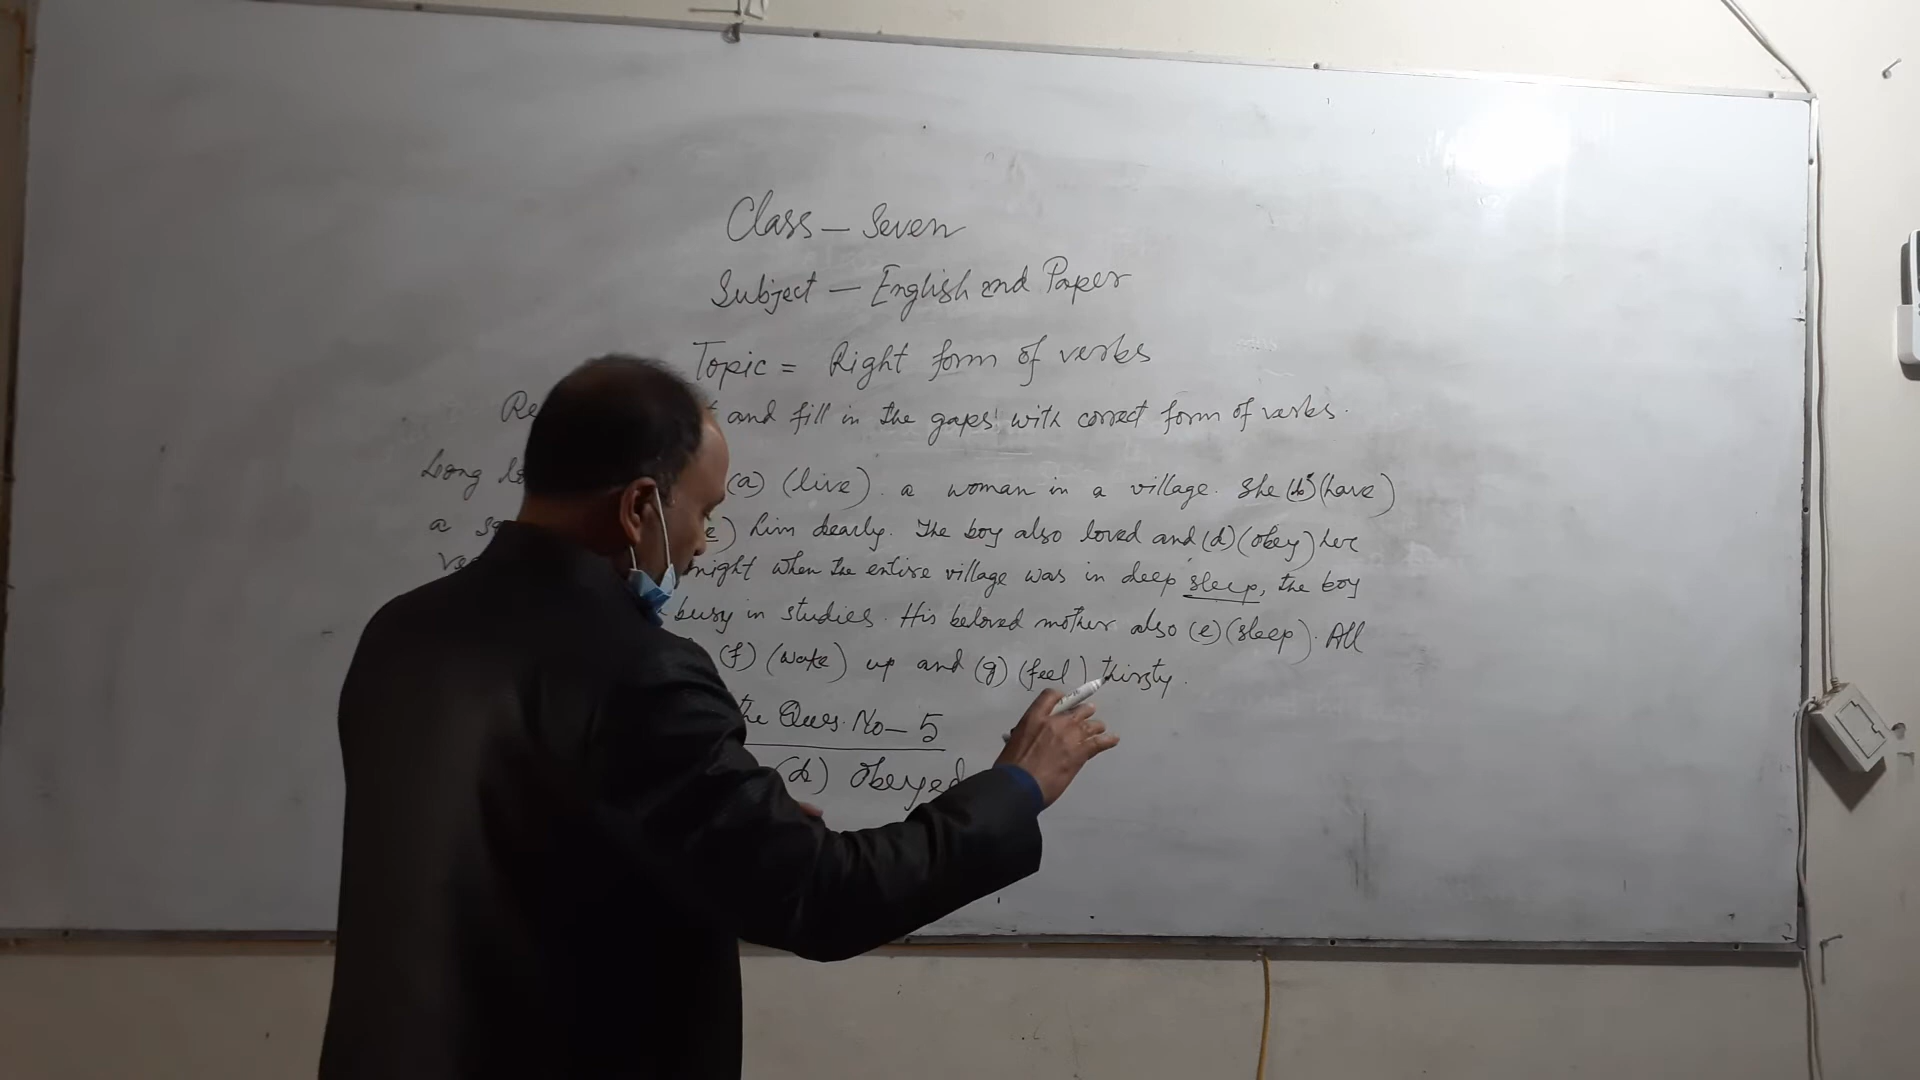 Class — Seven
Subject — English 2nd Paper
Topic = Right form of verbs
and fill in the gaps with correct form of verbs.
Long (a) (live). a woman in a village. She (b) (have)
a him dearly. The boy also loved and (d) (obey) her
night when the entire village was in deep sleep, the boy
busy in studies. His beloved mother also (e) (sleep). All
(f) (wake) up and (g) (feel) thirsty.
the Ques. No — 5
(d) obeyed